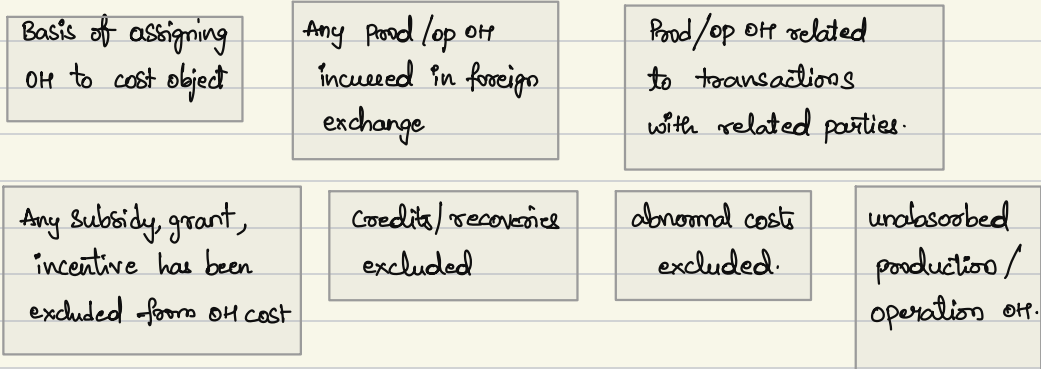 Basis of assigning
OH to cost object
Any Prod/op OH
incurred in foreign
exchange
Prod/op OH related
to transactions
with related parties.
Any subsidy, grant,
incentive has been
excluded from OH cost
Credits/recoveries
excluded
abnormal costs
excluded.
unabsorbed
production/
operation OH.